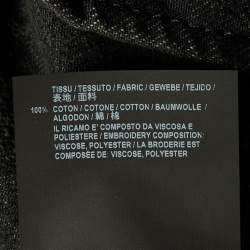 TISSU / TESSUTO / FABRIC / GEWEBE / TEJIDO /
表地 / 面料
100% COTON / COTONE / COTTON / BAUMWOLLE /
ALGODON / 綿 / 棉
IL RICAMO E' COMPOSTO DA VISCOSA E
POLIESTERE / EMBROIDERY COMPOSITION:
VISCOSE, POLYESTER / LA BRODERIE EST
COMPOSÉE DE: VISCOSE, POLYESTER